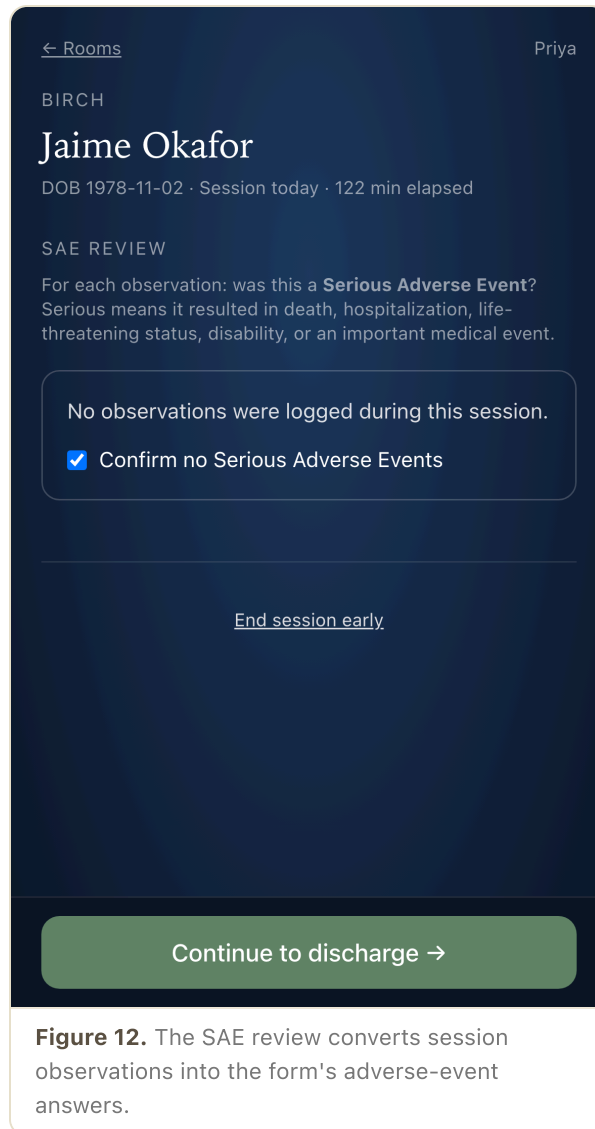 ← Rooms
Priya
BIRCH
Jaime Okafor
DOB 1978-11-02 · Session today · 122 min elapsed
SAE REVIEW
For each observation: was this a Serious Adverse Event?
Serious means it resulted in death, hospitalization, life-
threatening status, disability, or an important medical event.
No observations were logged during this session.
Confirm no Serious Adverse Events
End session early
Continue to discharge →
Figure 12. The SAE review converts session
observations into the form's adverse-event
answers.